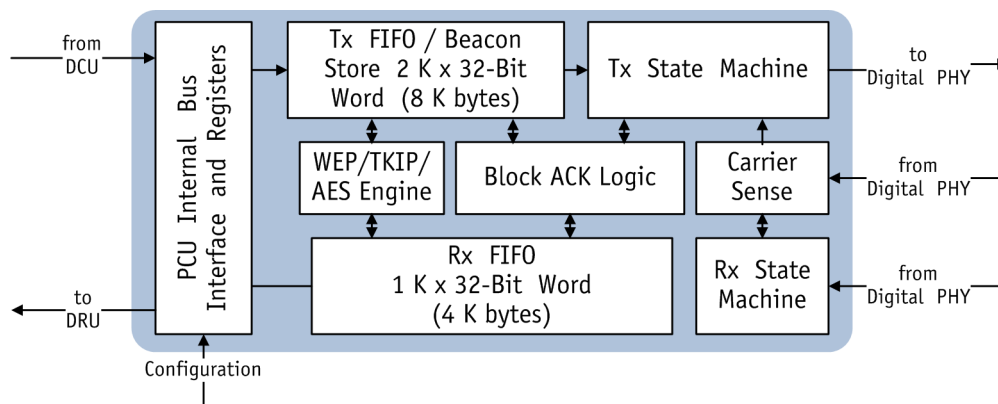 from
DCU
PCU Internal Bus
Interface and Registers
Tx FIFO / Beacon
Store 2 K x 32-Bit
Word (8 K bytes)
Tx State Machine
to
Digital PHY
WEP/TKIP/
AES Engine
Block ACK Logic
Carrier
Sense
from
Digital PHY
Rx FIFO
1 K x 32-Bit Word
(4 K bytes)
Rx State
Machine
from
Digital PHY
to
DRU
Configuration